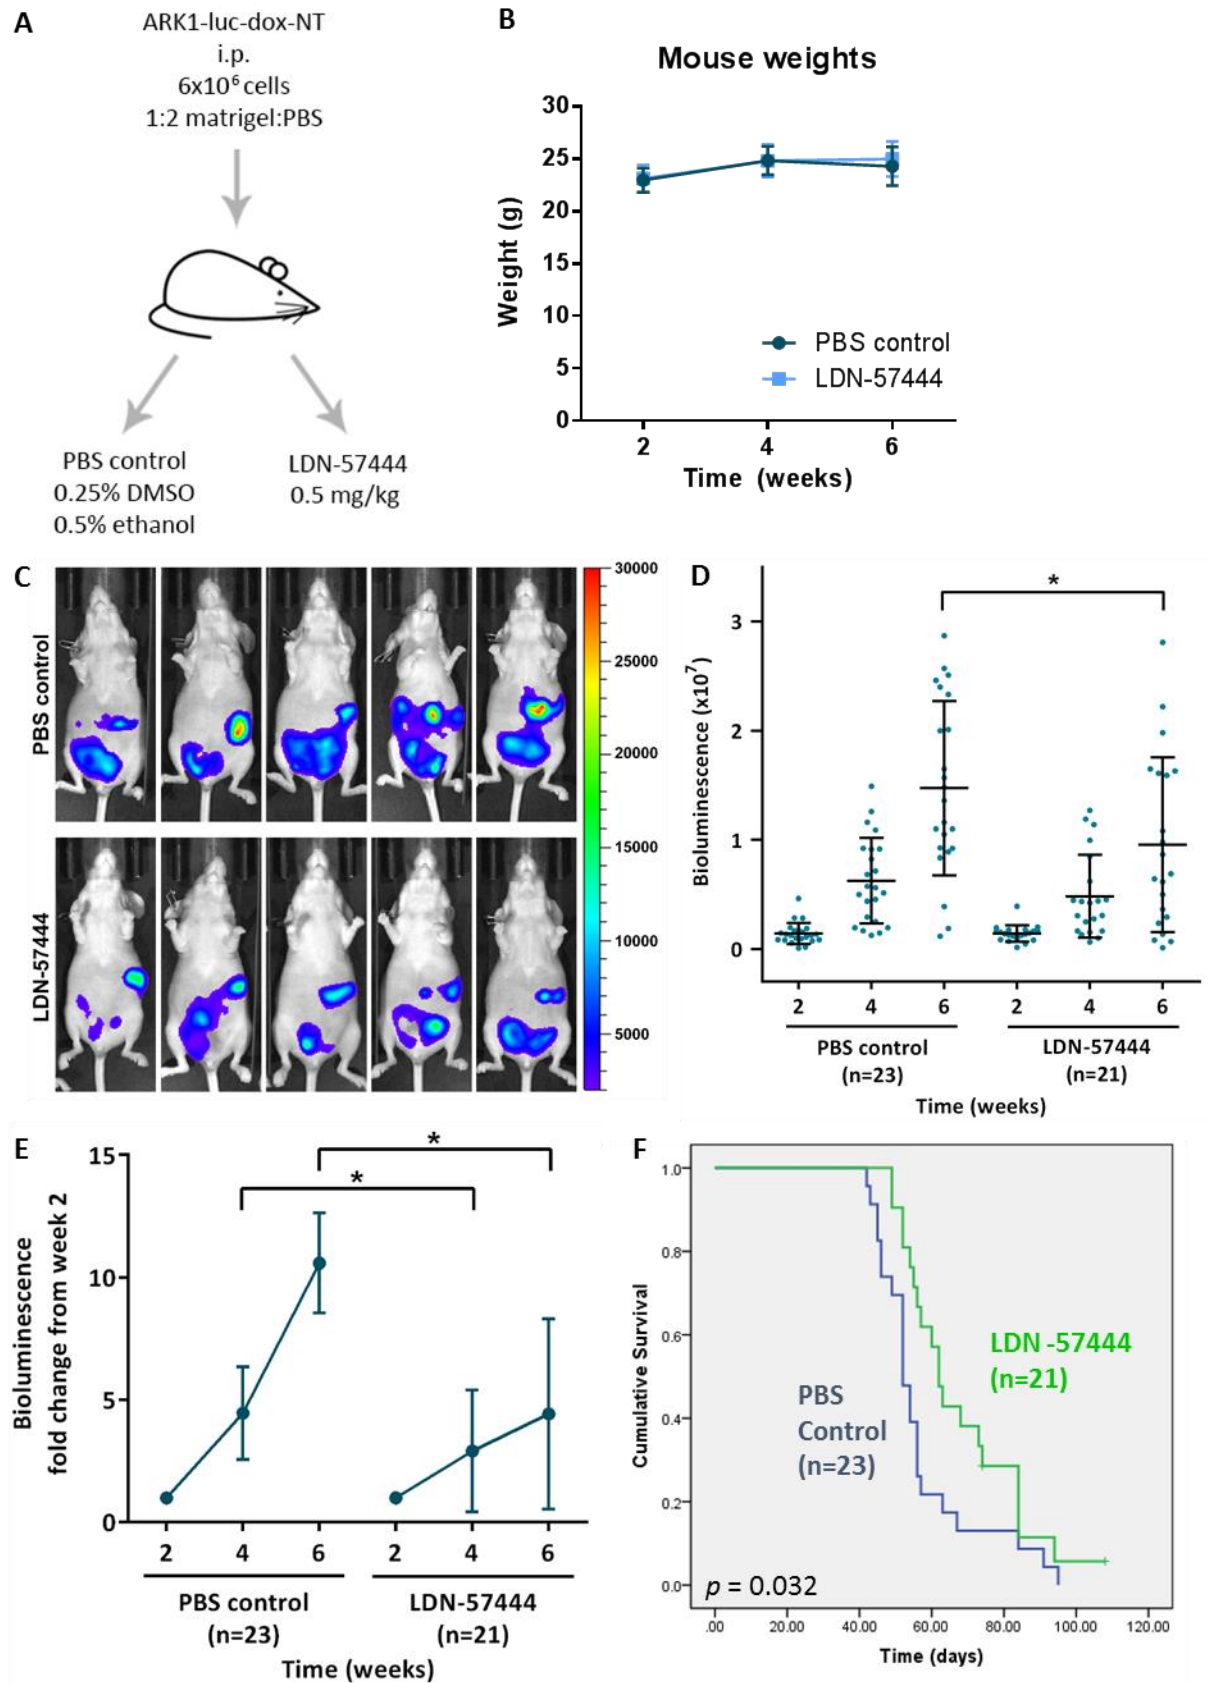 A
ARK1-luc-dox-NT
i.p.
6x10⁶ cells
1:2 matrigel:PBS
PBS control
0.25% DMSO
0.5% ethanol
LDN-57444
0.5 mg/kg
B
Mouse weights
30
25
20
15
10
5
0
Weight (g)
PBS control
LDN-57444
2 4 6
Time (weeks)
C
PBS control
LDN-57444
30000
25000
20000
15000
10000
5000
D
*
Bioluminescence (x10⁷)
3
2
1
0
2 4 6 2 4 6
PBS control
(n=23)
LDN-57444
(n=21)
Time (weeks)
E
*
*
Bioluminescence
fold change from week 2
15
10
5
0
2 4 6 2 4 6
PBS control
(n=23)
LDN-57444
(n=21)
Time (weeks)
F
Cumulative Survival
1.0
0.8
0.6
0.4
0.2
0.0
LDN -57444
(n=21)
PBS
Control
(n=23)
p = 0.032
.00 20.00 40.00 60.00 80.00 100.00 120.00
Time (days)